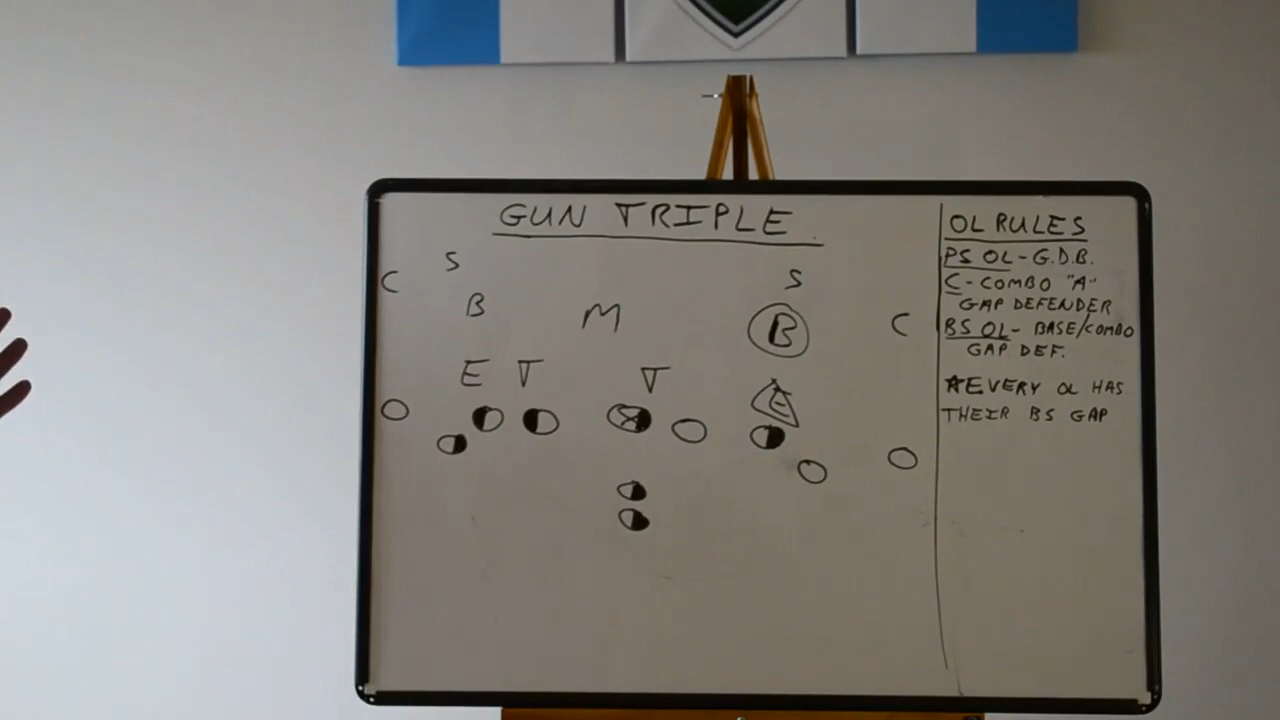 GUN TRIPLE
S
C
B
M
S
B
C
E T
T
E
OL RULES
PS OL - G.D.B.
C - COMBO "A"
GAP DEFENDER
BS OL - BASE/COMBO
GAP DEF.
★EVERY OL HAS
THEIR BS GAP